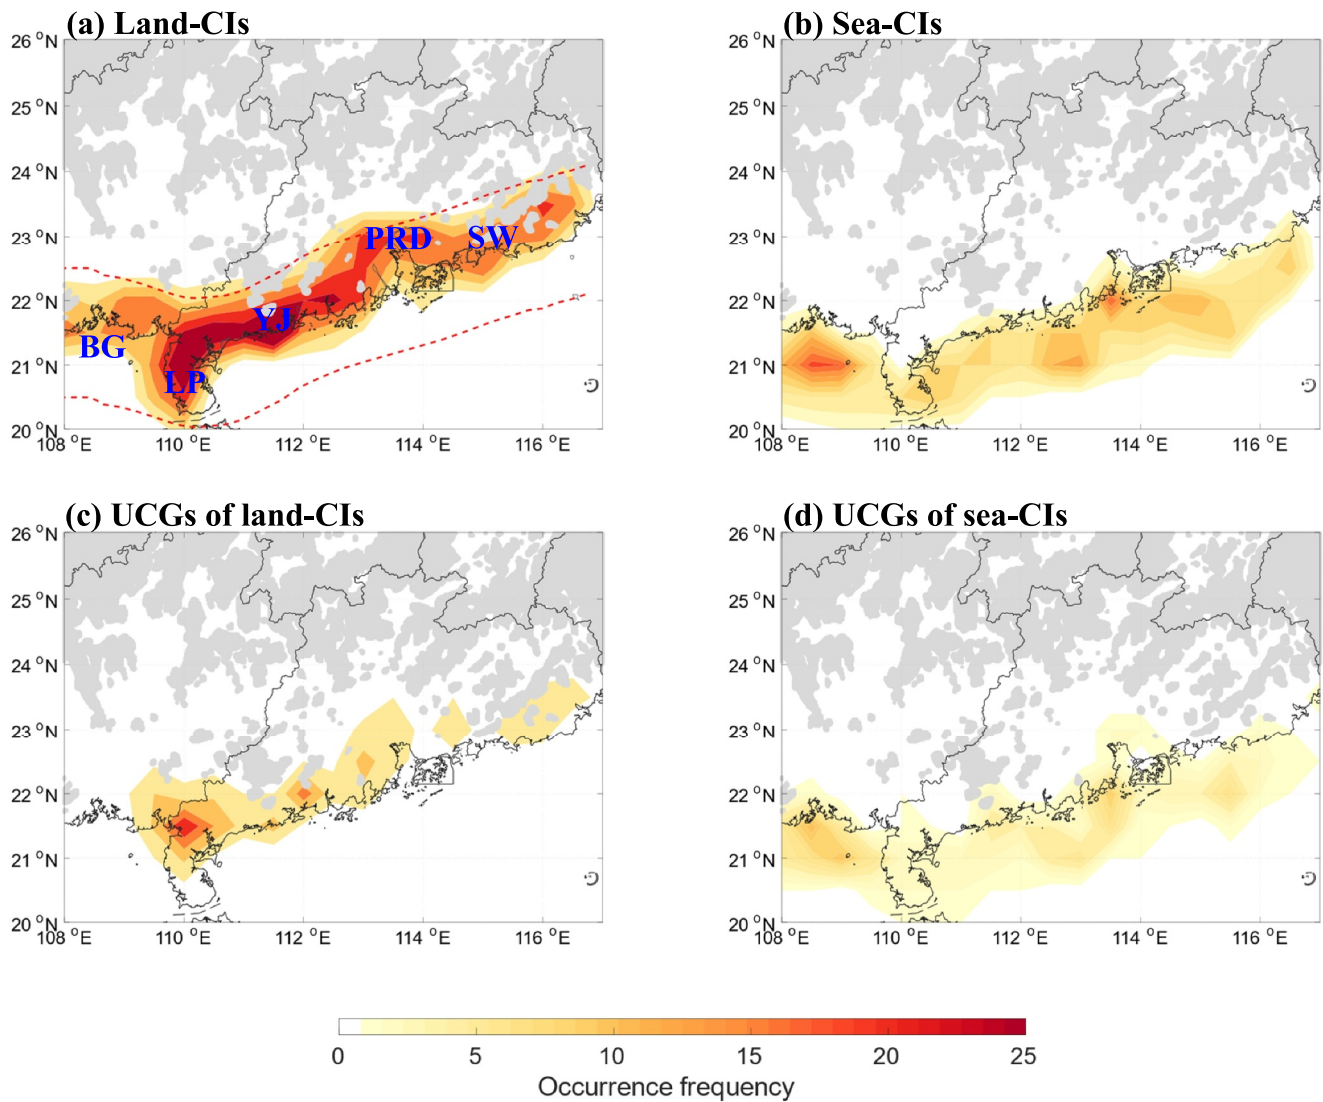 (a) Land-CIs
(b) Sea-CIs
26 °N
25 °N
24 °N
23 °N
22 °N
21 °N
20 °N
108 °E
110 °E
112 °E
114 °E
116 °E
PRD
SW
YJ
BG
LP
26 °N
25 °N
24 °N
23 °N
22 °N
21 °N
20 °N
108 °E
110 °E
112 °E
114 °E
116 °E
(c) UCGs of land-CIs
(d) UCGs of sea-CIs
26 °N
25 °N
24 °N
23 °N
22 °N
21 °N
20 °N
108 °E
110 °E
112 °E
114 °E
116 °E
26 °N
25 °N
24 °N
23 °N
22 °N
21 °N
20 °N
108 °E
110 °E
112 °E
114 °E
116 °E
0 5 10 15 20 25
Occurrence frequency